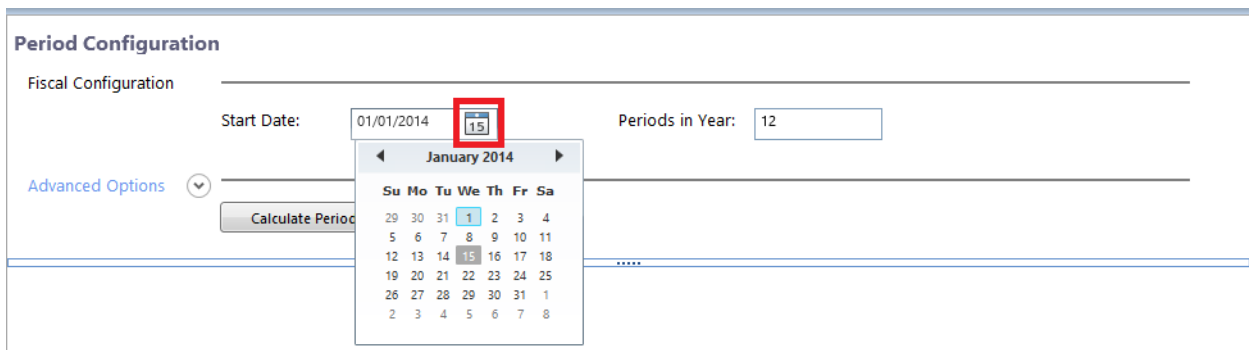 Period Configuration
Fiscal Configuration
Start Date: 01/01/2014 15 Periods in Year: 12
January 2014
Su Mo Tu We Th Fr Sa
Advanced Options
29 30 31 1 2 3 4
Calculate Perio
5 6 7 8 9 10 11
12 13 14 15 16 17 18
19 20 21 22 23 24 25
26 27 28 29 30 31 1
2 3 4 5 6 7 8